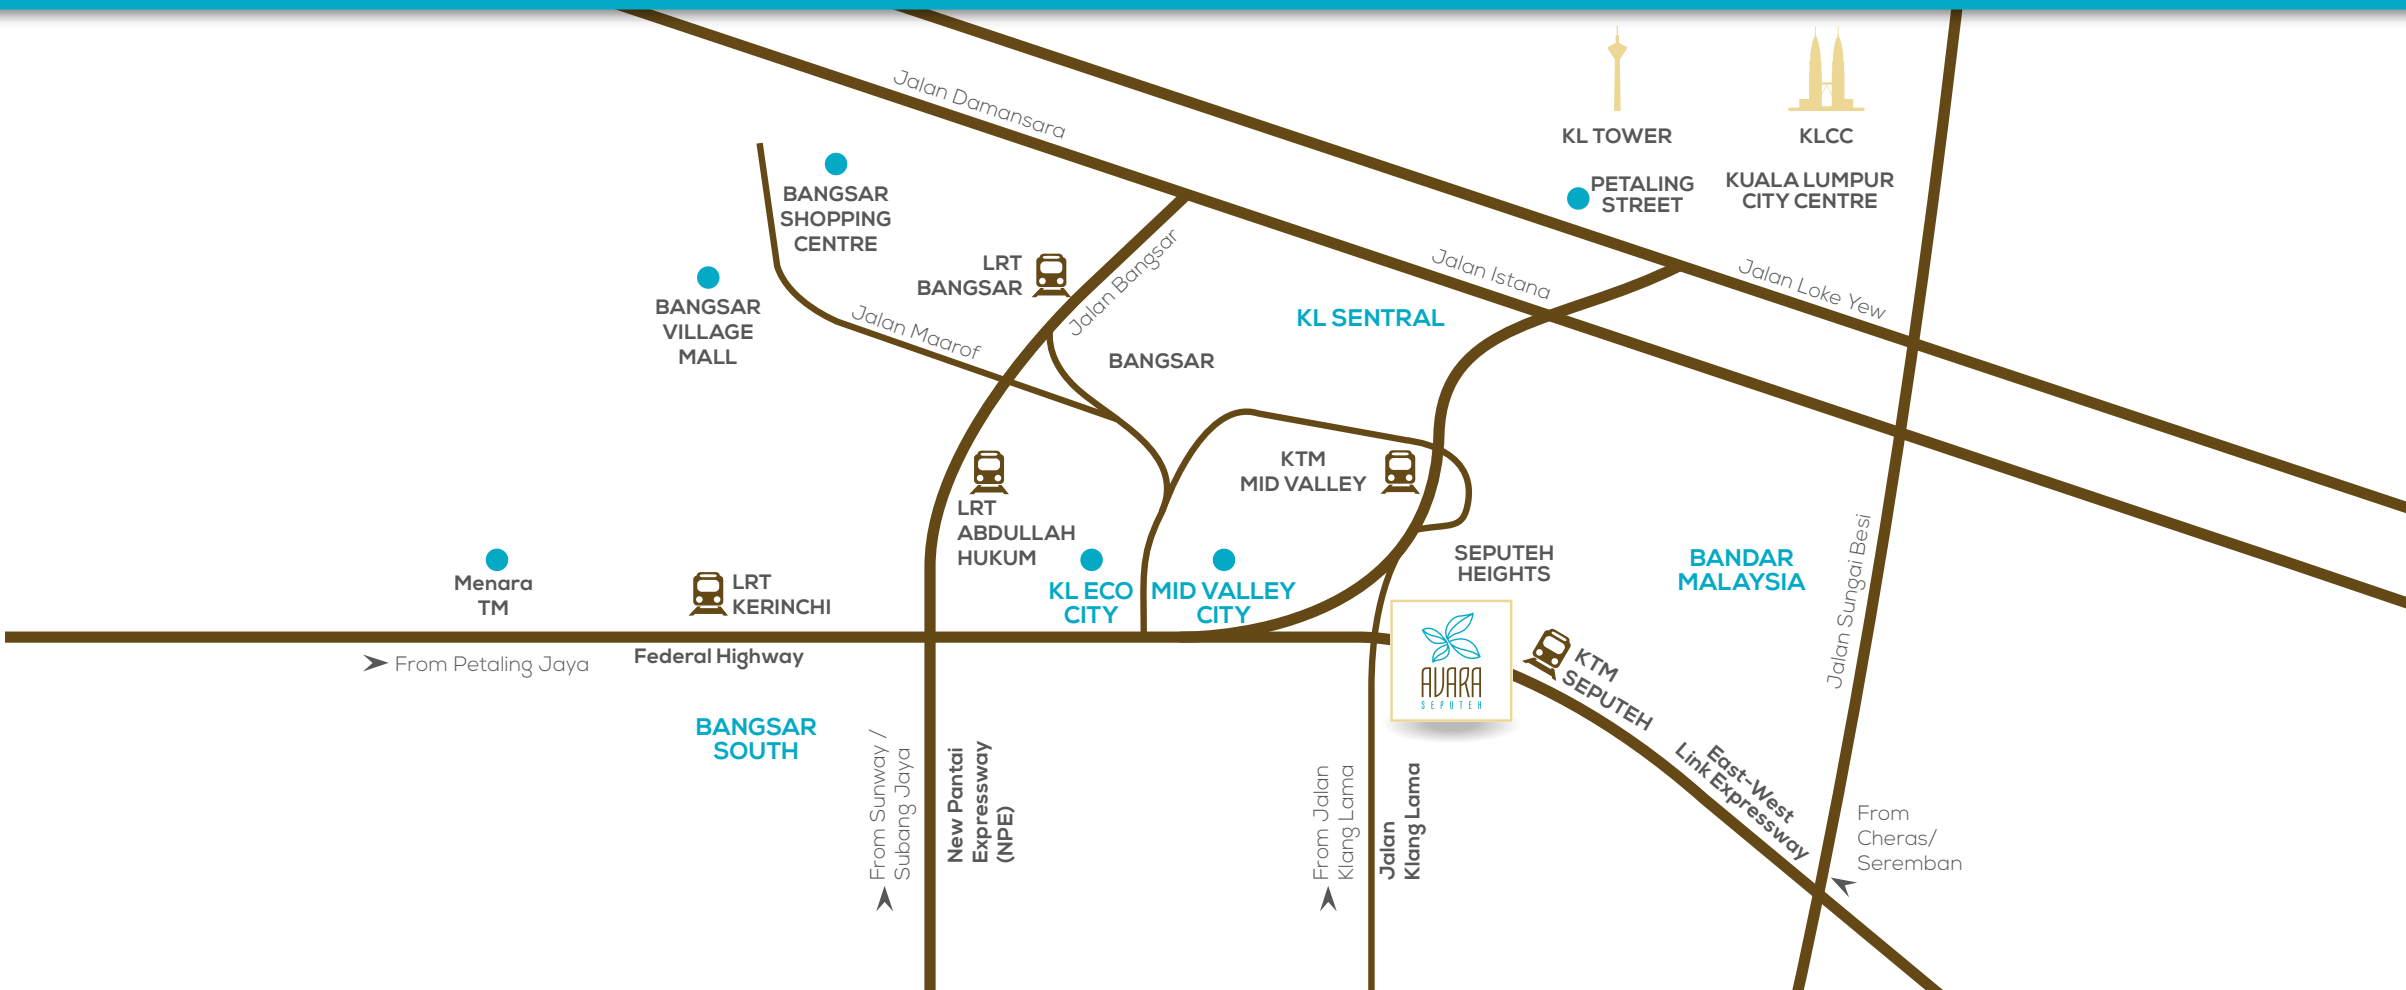 Jalan Damansara
KL TOWER
KLCC
BANGSAR
SHOPPING
CENTRE
PETALING
STREET
KUALA LUMPUR
CITY CENTRE
LRT
BANGSAR
Jalan Bangsar
Jalan Istana
Jalan Loke Yew
BANGSAR
VILLAGE
MALL
Jalan Maarof
KL SENTRAL
BANGSAR
KTM
MID VALLEY
LRT
ABDULLAH
HUKUM
SEPUTEH
HEIGHTS
BANDAR
MALAYSIA
Jalan Sungai Besi
Menara
TM
LRT
KERINCHI
KL ECO
CITY
MID VALLEY
CITY
From Petaling Jaya
Federal Highway
AVARA
SEPUTEH
KTM
SEPUTEH
BANGSAR
SOUTH
From Sunway /
Subang Jaya
New Pantai
Expressway
(NPE)
From Jalan
Klang Lama
Jalan
Klang Lama
East-West
Link Expressway
From
Cheras/
Seremban